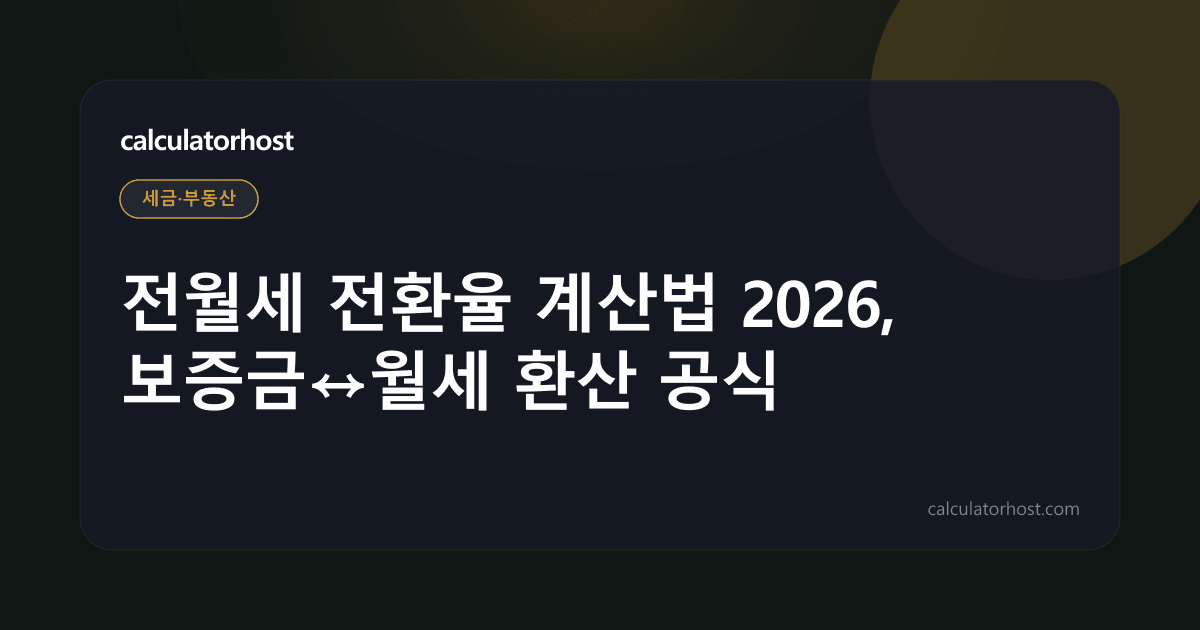 calculatorhost
세금·부동산
전월세 전환율 계산법 2026,
보증금↔월세 환산 공식
calculatorhost.com